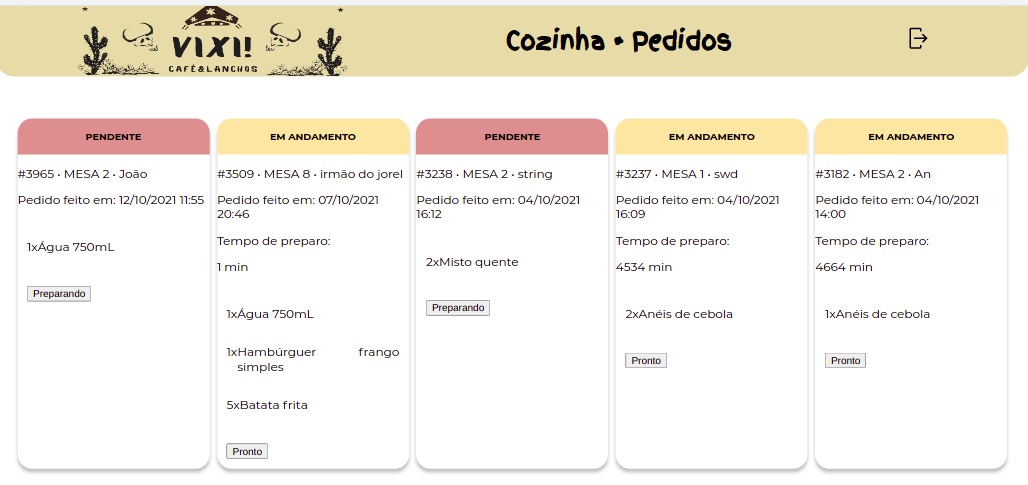 VIXI!
CAFÉ&LANCHOS
Cozinha • Pedidos
PENDENTE
#3965 • MESA 2 • João
Pedido feito em: 12/10/2021 11:55
1xÁgua 750mL
Preparando
EM ANDAMENTO
#3509 • MESA 8 • irmão do jorel
Pedido feito em: 07/10/2021
20:46
Tempo de preparo:
1 min
1xÁgua 750mL
1xHambúrguer frango
simples
5xBatata frita
Pronto
PENDENTE
#3238 • MESA 2 • string
Pedido feito em: 04/10/2021
16:12
2xMisto quente
Preparando
EM ANDAMENTO
#3237 • MESA 1 • swd
Pedido feito em: 04/10/2021
16:09
Tempo de preparo:
4534 min
2xAnéis de cebola
Pronto
EM ANDAMENTO
#3182 • MESA 2 • An
Pedido feito em: 04/10/2021
14:00
Tempo de preparo:
4664 min
1xAnéis de cebola
Pronto